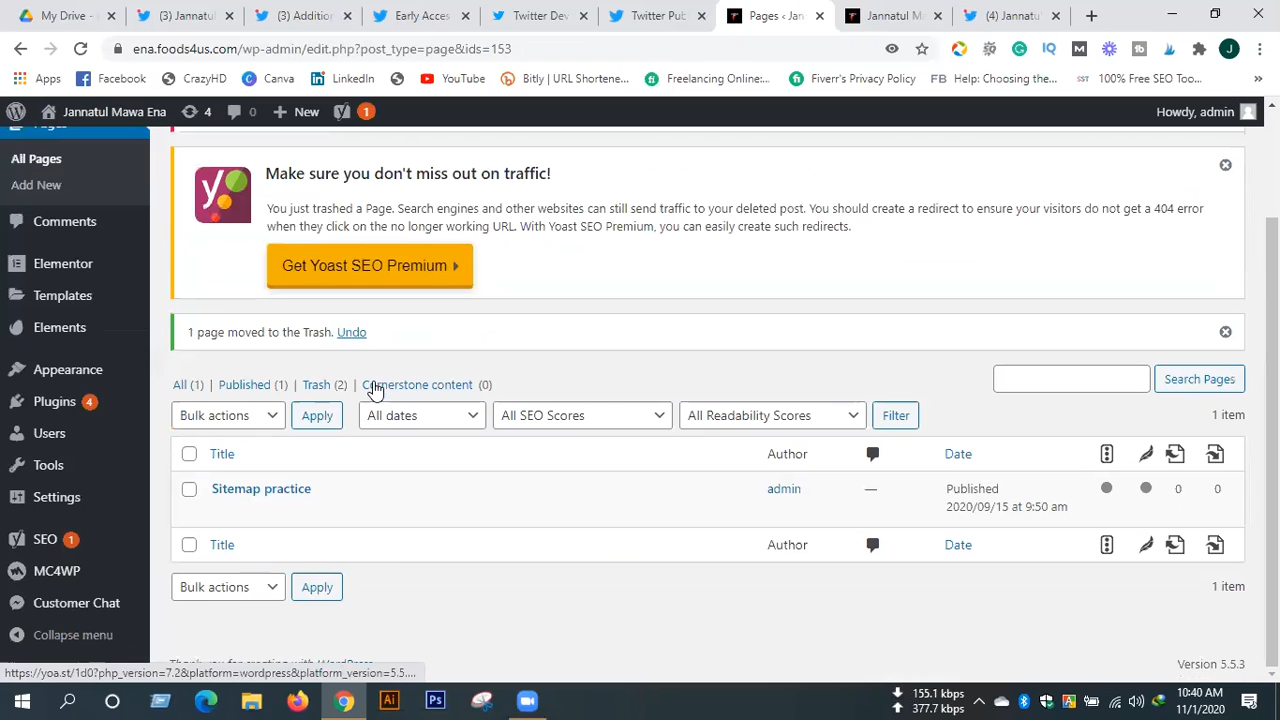 My Drive - 
(3) Jannatul
(3) Addition
Early Acces
Twitter Dev
Twitter Pub
Pages ‹ Jan
Jannatul M
(4) Jannatu
ena.foods4us.com/wp-admin/edit.php?post_type=page&ids=153
Apps Facebook CrazyHD Canva LinkedIn YouTube Bitly | URL Shortene... Freelancing Online:... Fiverr's Privacy Policy FB Help: Choosing the... SST 100% Free SEO Too... »
Jannatul Mawa Ena 4 0 New 1 Howdy, admin
Pages
All Pages
Add New
Comments
Elementor
Templates
Elements
Appearance
Plugins 4
Users
Tools
Settings
SEO 1
MC4WP
Customer Chat
Collapse menu
Make sure you don't miss out on traffic!
You just trashed a Page. Search engines and other websites can still send traffic to your deleted post. You should create a redirect to ensure your visitors do not get a 404 error
when they click on the no longer working URL. With Yoast SEO Premium, you can easily create such redirects.
Get Yoast SEO Premium
1 page moved to the Trash. Undo
All (1) | Published (1) | Trash (2) | Cornerstone content (0)
Search Pages
Bulk actions Apply All dates All SEO Scores All Readability Scores Filter 1 item
Title Author Date
Sitemap practice admin — Published 0 0
2020/09/15 at 9:50 am
Title Author Date
Bulk actions Apply 1 item
Thank you for creating with WordPress
Version 5.5.3
https://yoa.st/1d0?php_version=7.2&platform=wordpress&platform_version=5.5....
155.1 kbps
377.7 kbps
10:40 AM
11/1/2020